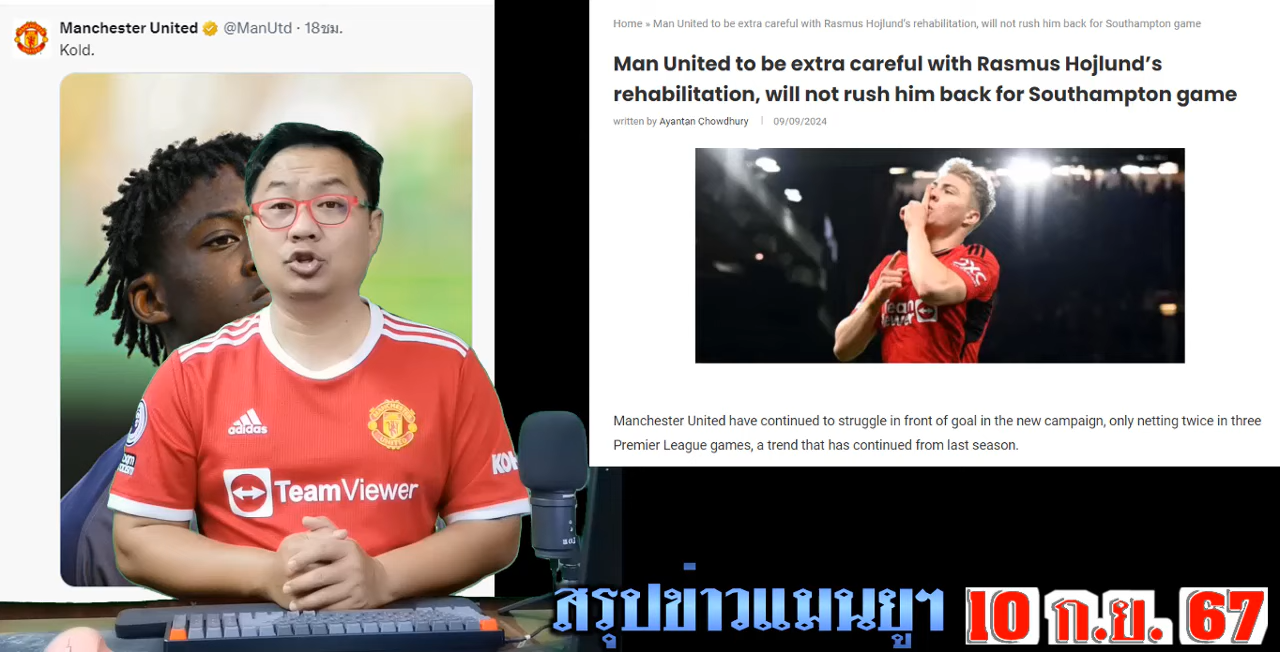 Manchester United @ManUtd · 18ชม.
Kold.
Home » Man United to be extra careful with Rasmus Hojlund's rehabilitation, will not rush him back for Southampton game
Man United to be extra careful with Rasmus Hojlund's
rehabilitation, will not rush him back for Southampton game
written by Ayantan Chowdhury | 09/09/2024
Manchester United have continued to struggle in front of goal in the new campaign, only netting twice in three
Premier League games, a trend that has continued from last season.
adidas
TeamViewer
KOH
สรุปข่าวแมนยูฯ 10 ก.ย. 67